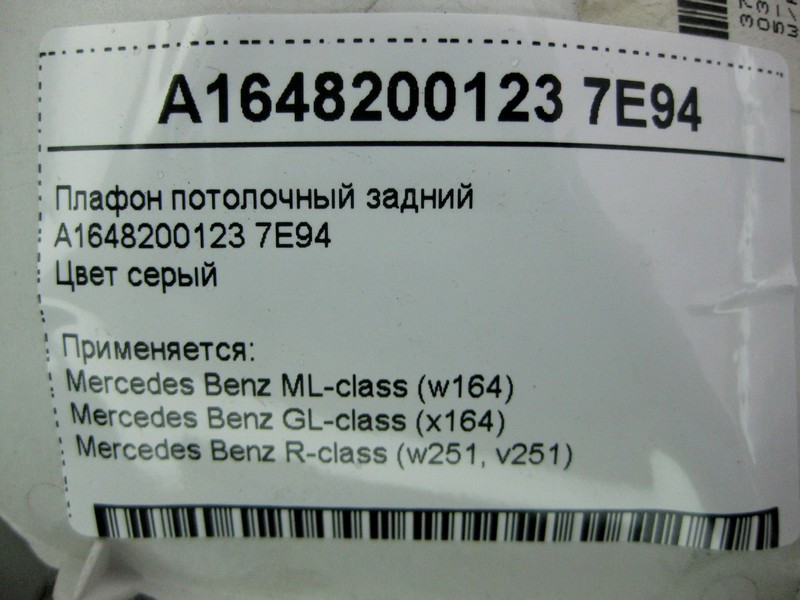 A1648200123 7E94
Плафон потолочный задний
A1648200123 7E94
Цвет серый
Применяется:
Mercedes Benz ML-class (w164)
Mercedes Benz GL-class (x164)
Mercedes Benz R-class (w251, v251)